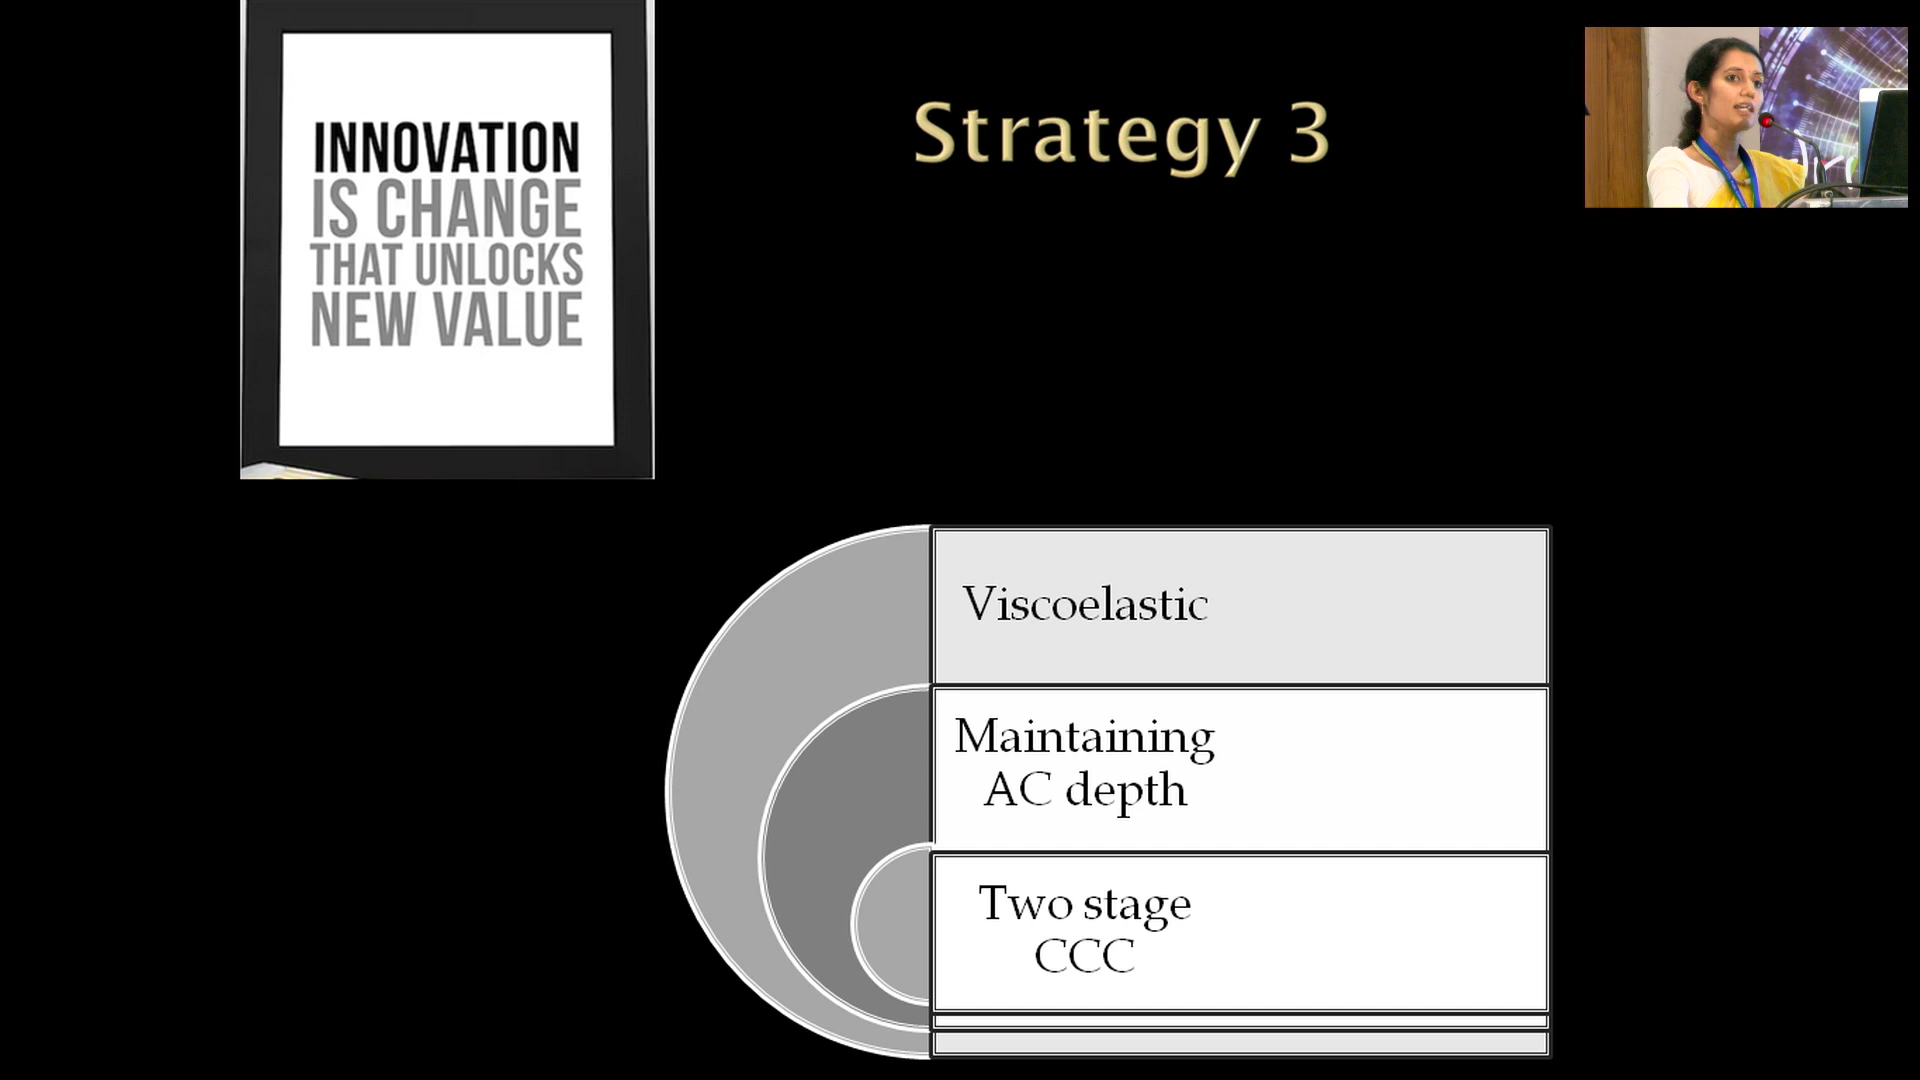 INNOVATION
IS CHANGE
THAT UNLOCKS
NEW VALUE
Strategy 3
Viscoelastic
Maintaining
AC depth
Two stage
CCC